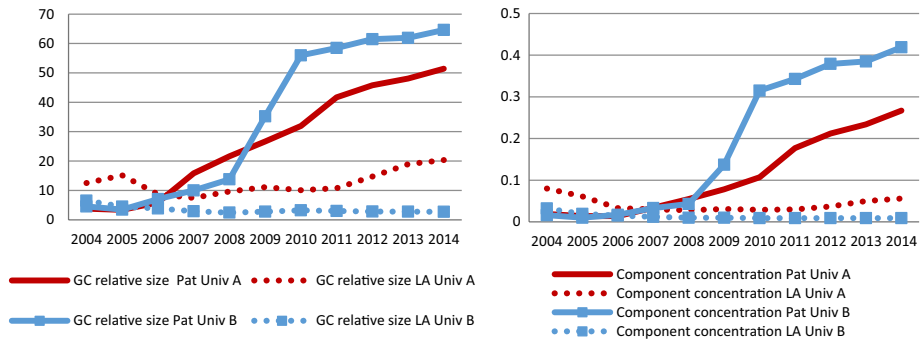 70
60
50
40
30
20
10
0
2004 2005 2006 2007 2008 2009 2010 2011 2012 2013 2014
GC relative size Pat Univ A
GC relative size LA Univ A
GC relative size Pat Univ B
GC relative size LA Univ B
0.5
0.4
0.3
0.2
0.1
0
2004 2005 2006 2007 2008 2009 2010 2011 2012 2013 2014
Component concentration Pat Univ A
Component concentration LA Univ A
Component concentration Pat Univ B
Component concentration LA Univ B